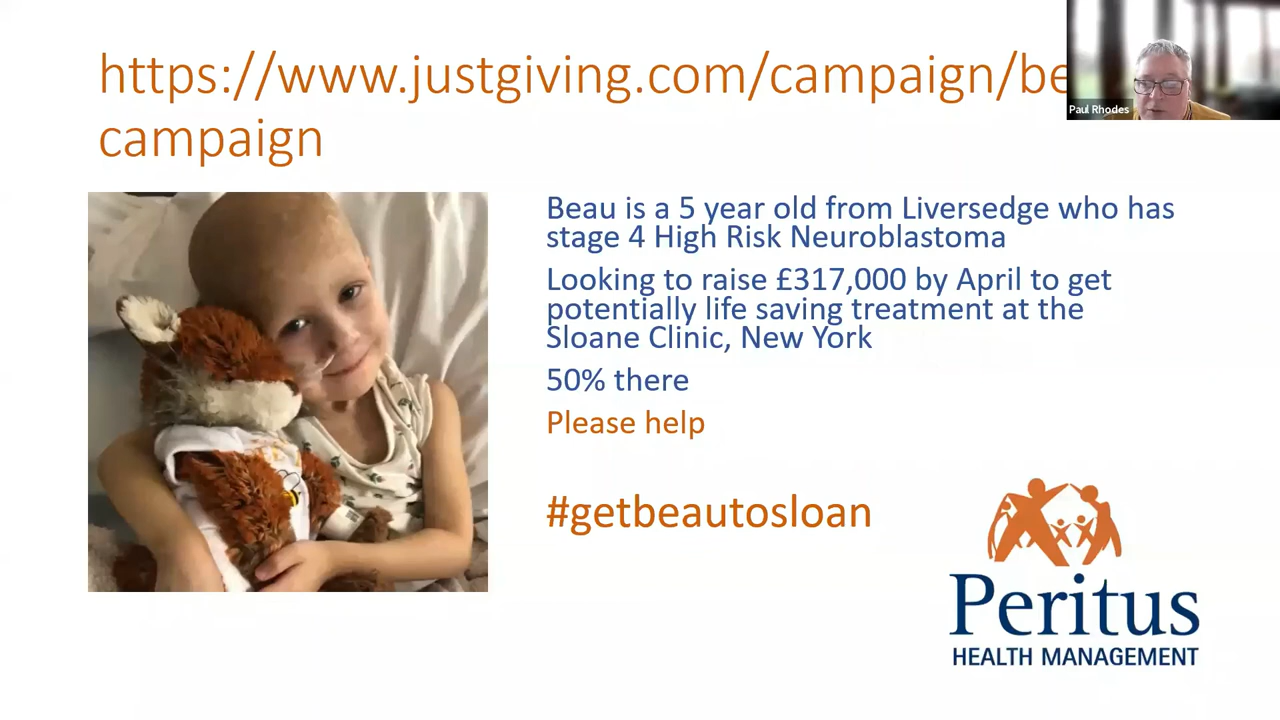 https://www.justgiving.com/campaign/be
campaign
Paul Rhodes
Beau is a 5 year old from Liversedge who has
stage 4 High Risk Neuroblastoma
Looking to raise £317,000 by April to get
potentially life saving treatment at the
Sloane Clinic, New York
50% there
Please help
#getbeautosloan
Peritus
HEALTH MANAGEMENT